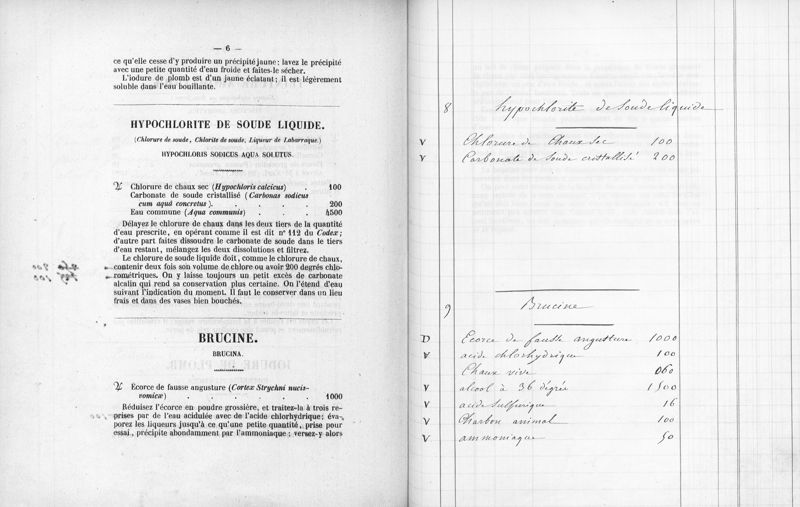 — 6 —
ce qu'elle cesse d'y produire un précipité jaune: lavez le précipité
avec une petite quantité d'eau froide et faites-le sécher.
L'iodure de plomb est d'un jaune éclatant; il est légèrement
soluble dans l'eau bouillante.
HYPOCHLORITE DE SOUDE LIQUIDE.
(Chlorure de soude, Chlorite de soude, Liqueur de Labarraque.)
HYPOCHLORIS SODICUS AQUA SOLUTUS.
♃ Chlorure de chaux sec (Hypochloris calcicus) . 100
Carbonate de soude cristallisé (Carbonas sodicus
cum aquâ concretus). . . . . 200
Eau commune (Aqua communis) . . . 4500
Délayez le chlorure de chaux dans les deux tiers de la quantité
d'eau prescrite, en opérant comme il est dit n° 112 du Codex;
d'autre part faites dissoudre le carbonate de soude dans le tiers
d'eau restant, mélangez les deux dissolutions et filtrez.
Le chlorure de soude liquide doit, comme le chlorure de chaux,
contenir deux fois son volume de chlore ou avoir 200 degrés chlo-
rométriques. On y laisse toujours un petit excès de carbonate
alcalin qui rend sa conservation plus certaine. On l'étend d'eau
suivant l'indication du moment. Il faut le conserver dans un lieu
frais et dans des vases bien bouchés.
BRUCINE.
BRUCINA.
♃ Écorce de fausse angusture (Cortex Strychni nucis-
vomicæ) . . . . . . 1000
Réduisez l'écorce en poudre grossière, et traitez-la à trois re-
prises par de l'eau acidulée avec de l'acide chlorhydrique; éva-
porez les liqueurs jusqu'à ce qu'une petite quantité, prise pour
essai, précipite abondamment par l'ammoniaque; versez-y alors
8 hypochlorite de Soude liquide
V Chlorure de Chaux sec 100
V Carbonate de soude cristallisé 200
9 Brucine
D Ecorce de fausse angusture 1000
V acide chlorhydrique 100
Chaux vive 060
V alcool à 36 degrée 1500
V acide sulfurique 16
V Charbon animal 100
V ammoniaque 50